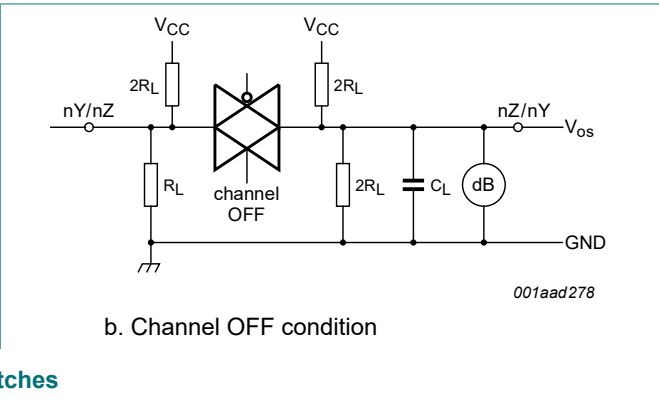 VCC
VCC
2RL
2RL
nY/nZ
nZ/nY
Vos
RL
channel
OFF
2RL
CL
dB
GND
001aad278
b. Channel OFF condition
tches